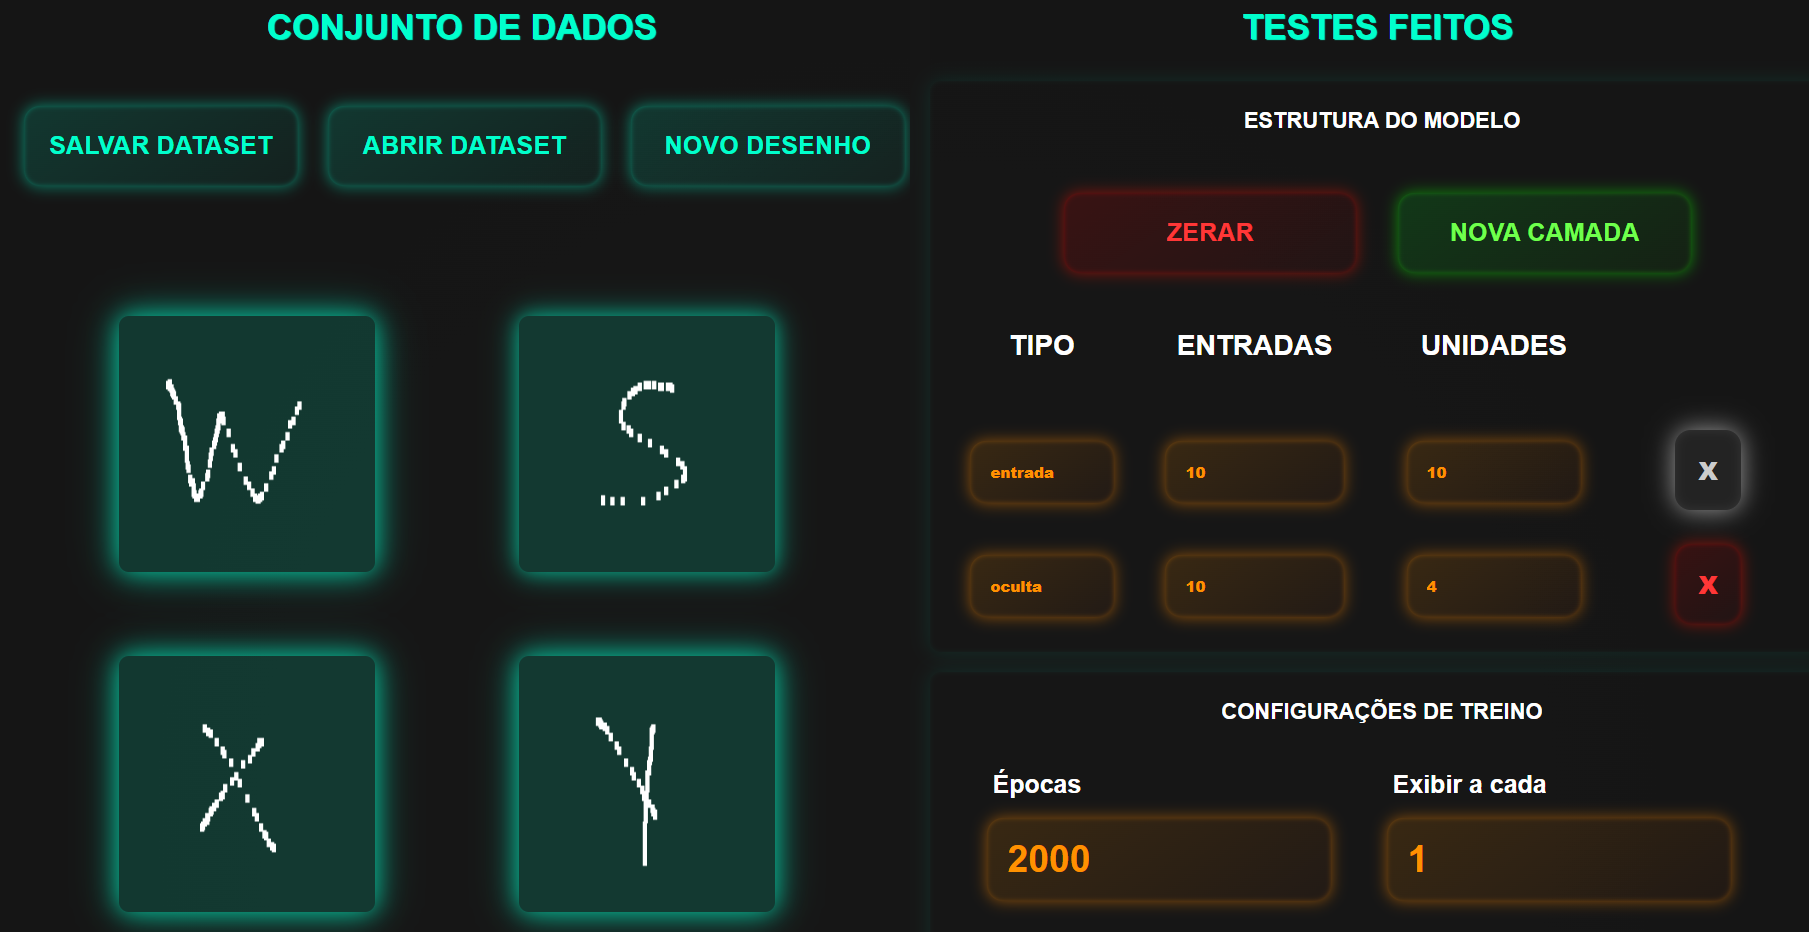 CONJUNTO DE DADOS
SALVAR DATASET
ABRIR DATASET
NOVO DESENHO
W
S
X
Y
TESTES FEITOS
ESTRUTURA DO MODELO
ZERAR
NOVA CAMADA
TIPO ENTRADAS UNIDADES
entrada 10 10 X
oculta 10 4 X
CONFIGURAÇÕES DE TREINO
Épocas
2000
Exibir a cada
1